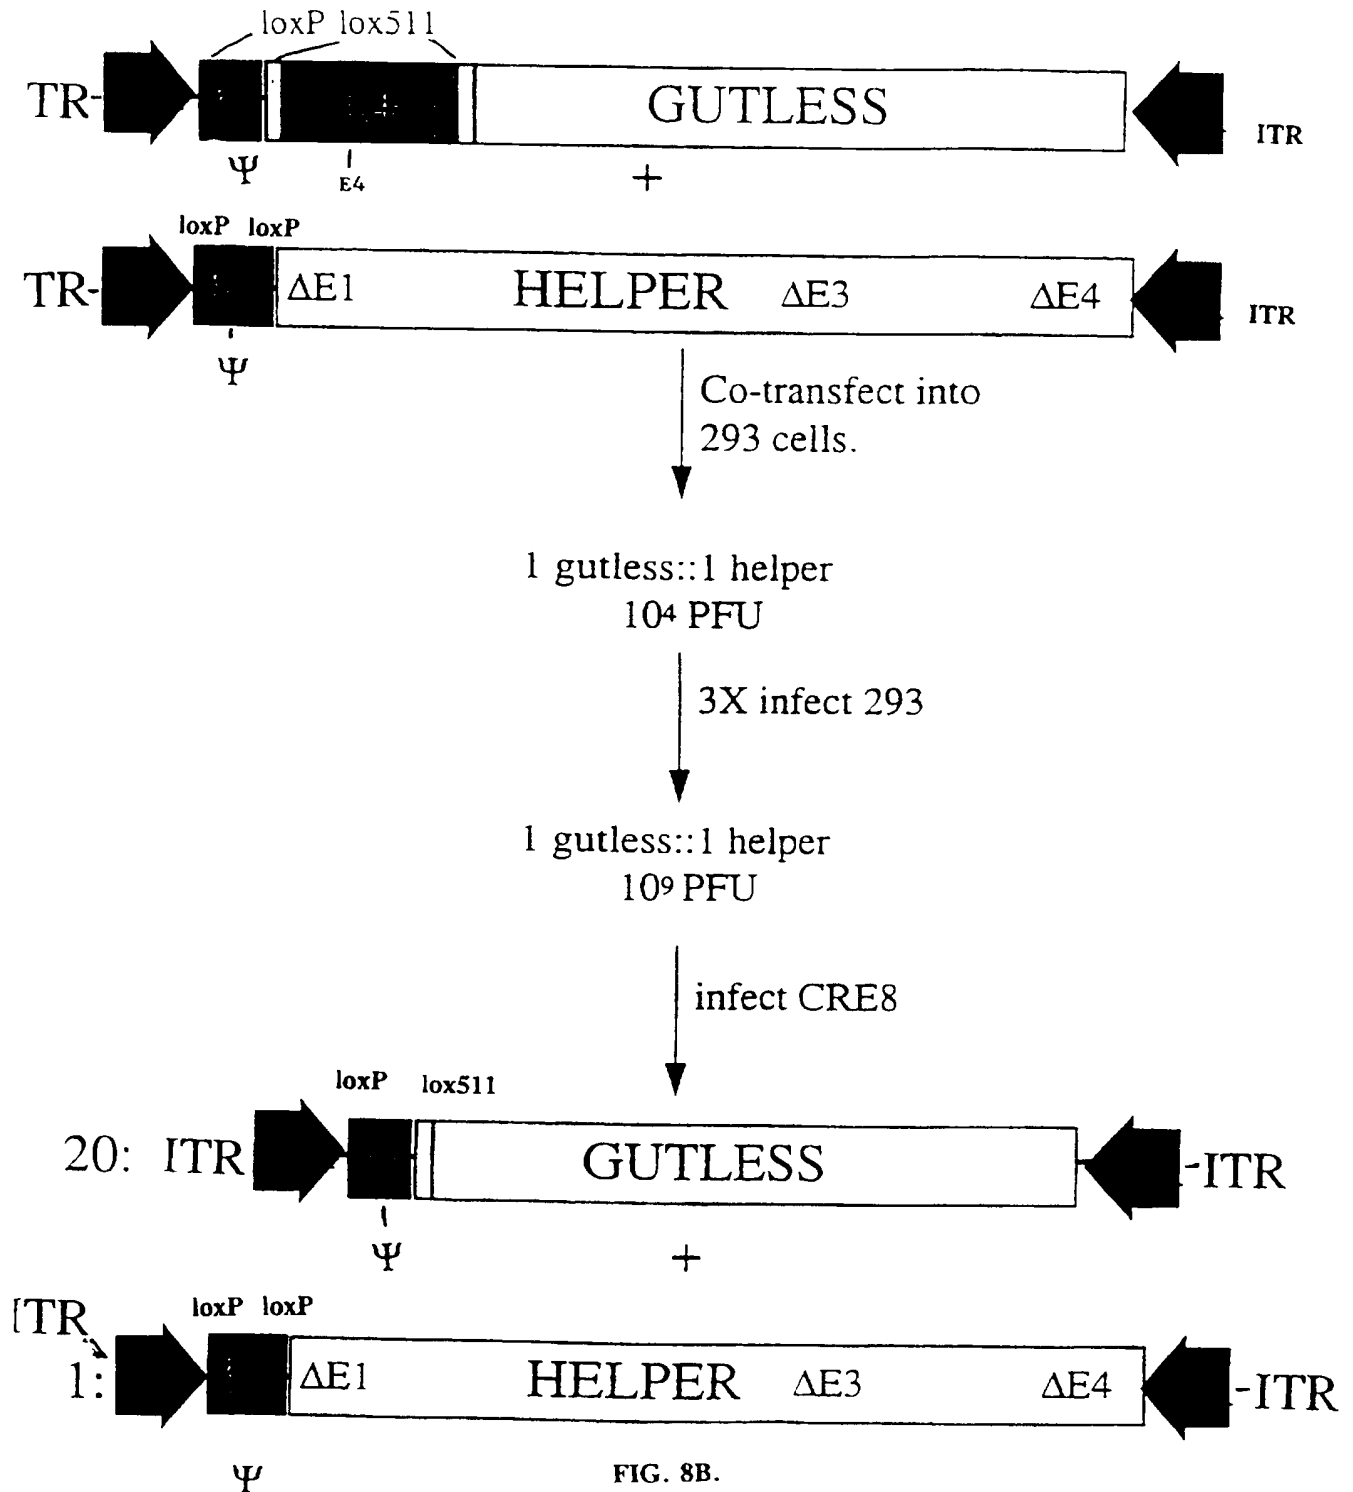 loxP lox511
TR- GUTLESS ITR
Ψ E4 +
loxP loxP
TR- ΔE1 HELPER ΔE3 ΔE4 ITR
Ψ
Co-transfect into
293 cells.
1 gutless::1 helper
10⁴ PFU
3X infect 293
1 gutless::1 helper
10⁹ PFU
infect CRE8
loxP lox511
20: ITR GUTLESS -ITR
Ψ +
ITR loxP loxP
1: ΔE1 HELPER ΔE3 ΔE4 -ITR
Ψ
FIG. 8B.